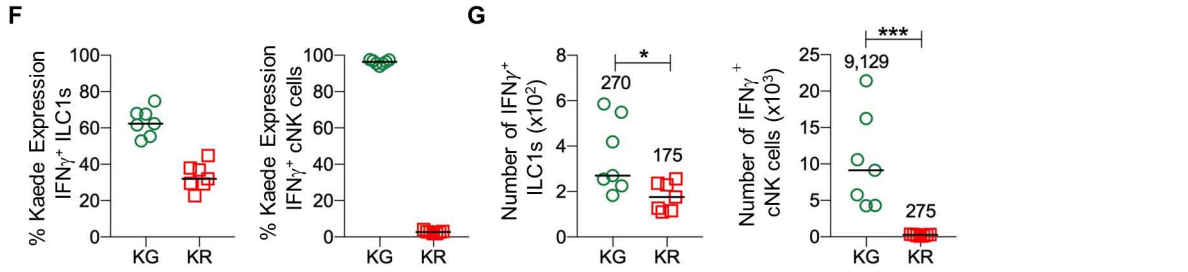 F
% Kaede Expression
IFNγ⁺ ILC1s
100
80
60
40
20
0
KG
KR
% Kaede Expression
IFNγ⁺ cNK cells
100
80
60
40
20
0
KG
KR
G
Number of IFNγ⁺
ILC1s (x10²)
8
6
4
2
0
*
270
175
KG
KR
Number of IFNγ⁺
cNK cells (x10³)
25
20
15
10
5
0
***
9,129
275
KG
KR